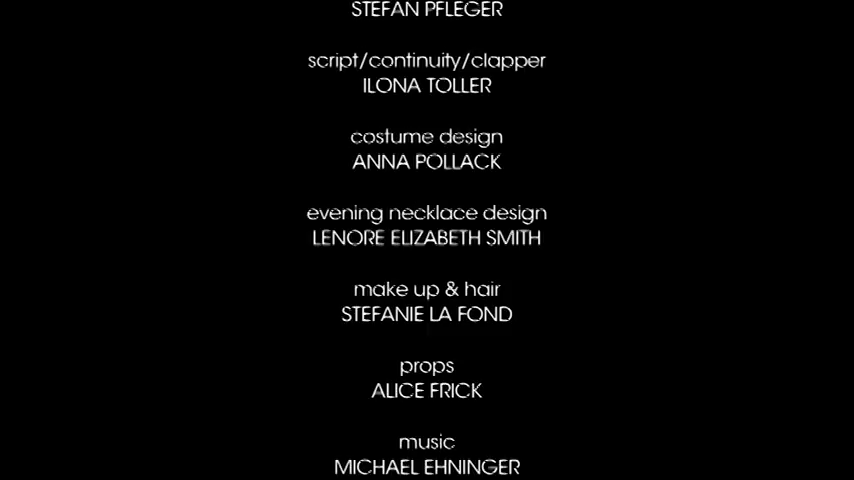 STEFAN PFLEGER
script/continuity/clapper
ILONA TOLLER
costume design
ANNA POLLACK
evening necklace design
LENORE ELIZABETH SMITH
make up & hair
STEFANIE LA FOND
props
ALICE FRICK
music
MICHAEL EHNINGER